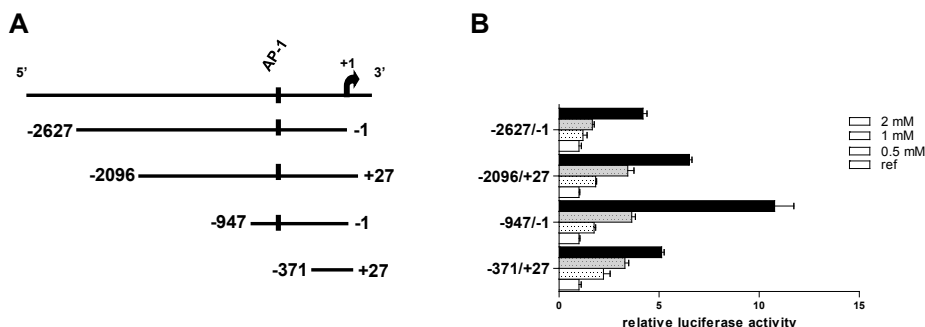 A
AP-1
+1
5’
3’
-2627
-1
-2096
+27
-947
-1
-371
+27
B
-2627/-1
-2096/+27
-947/-1
-371/+27
0
5
10
15
relative luciferase activity
2 mM
1 mM
0.5 mM
ref